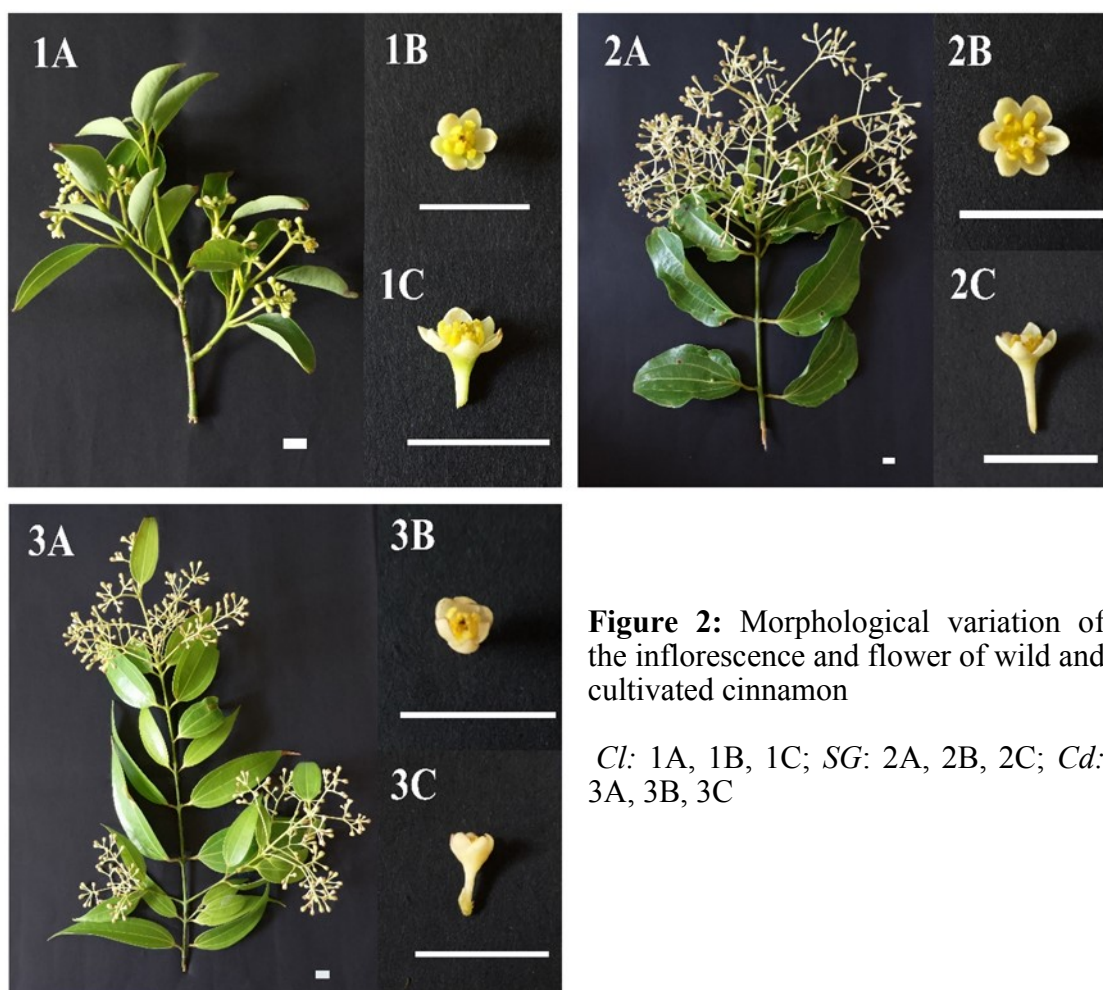 1A
1B
1C
2A
2B
2C
3A
3B
3C
Figure 2: Morphological variation of
the inflorescence and flower of wild and
cultivated cinnamon
Cl: 1A, 1B, 1C; SG: 2A, 2B, 2C; Cd:
3A, 3B, 3C